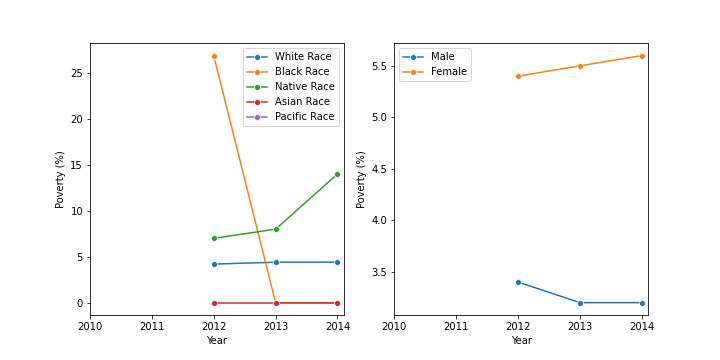 White Race
Black Race
Native Race
Asian Race
Pacific Race
25
20
15
10
5
0
Poverty (%)
2010 2011 2012 2013 2014
Year
Male
Female
5.5
5.0
4.5
4.0
3.5
Poverty (%)
2010 2011 2012 2013 2014
Year